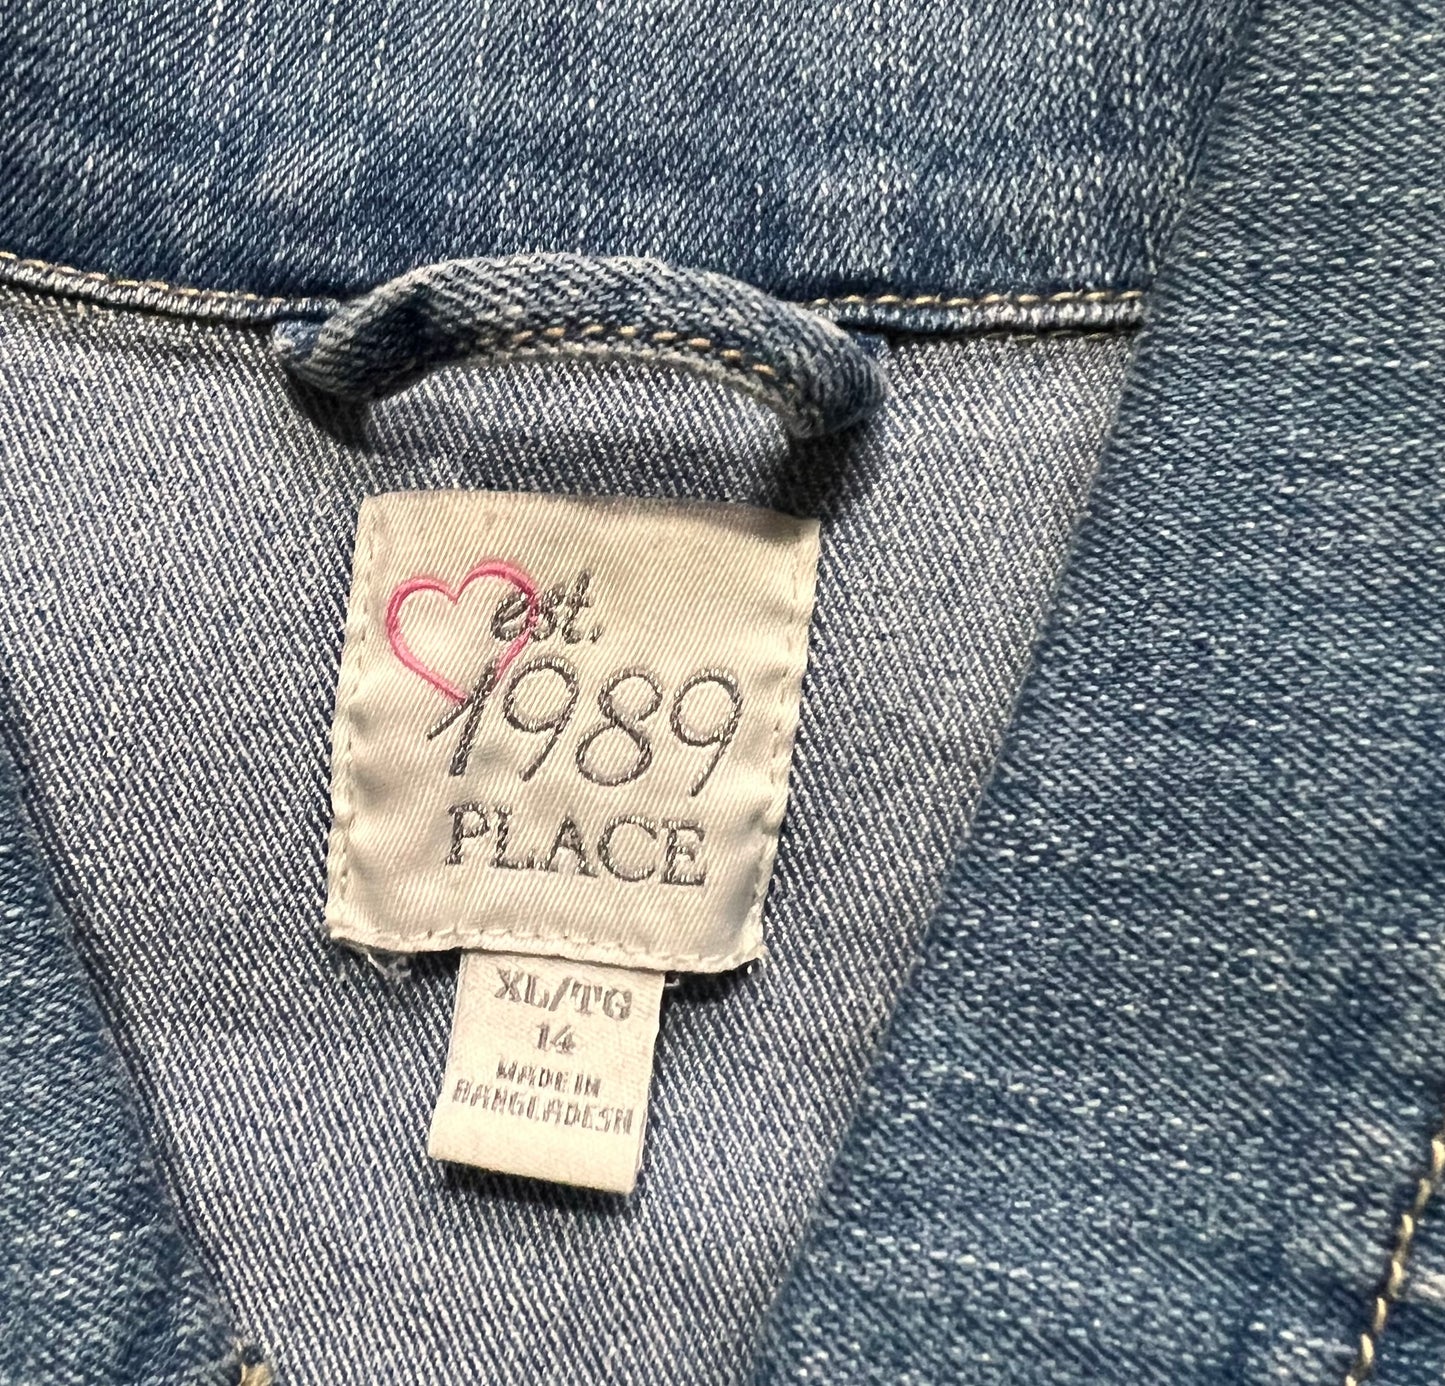 est.
1989
PLACE
XL/TG
14
MADE IN
BANGLADESH